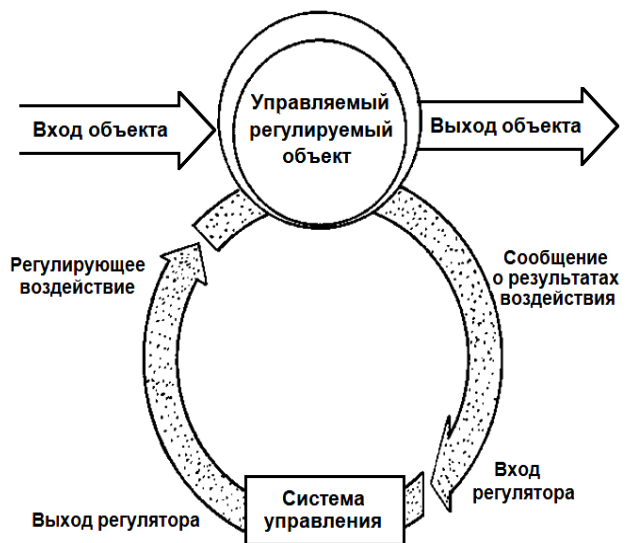 Управляемый
регулируемый
объект
Вход объекта
Выход объекта
Регулирующее
воздействие
Сообщение
о результатах
воздействия
Вход
регулятора
Система
управления
Выход регулятора